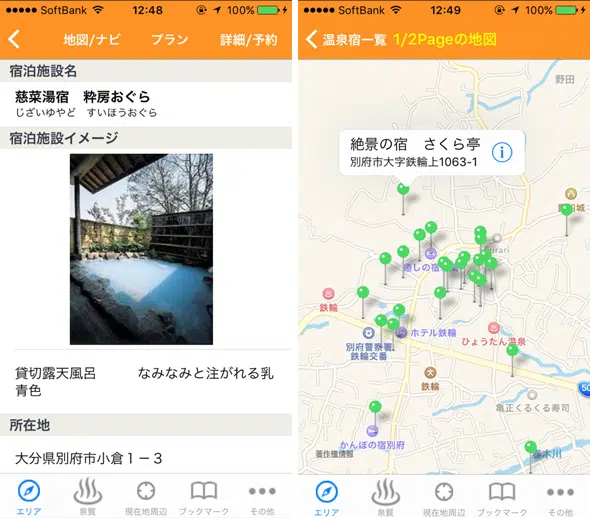 SoftBank 12:48 100%
地図/ナビ プラン 詳細/予約
宿泊施設名
慈菜湯宿　粋房おぐら
じざいゆやど　すいほうおぐら
宿泊施設イメージ
貸切露天風呂　　　なみなみと注がれる乳
青色
所在地
大分県別府市小倉１－３
エリア 泉質 現在地周辺 ブックマーク その他
SoftBank 12:49 100%
温泉宿一覧 1/2Pageの地図
野田
絶景の宿　さくら亭
別府市大字鉄輪上1063-1
癒しの宿
鉄輪
ホテル鉄輪
別府警察署
鉄輪交番
ひょうたん温泉
鉄輪
亀正くるくる寿司
かんぽの宿別府
著作権情報
エリア 泉質 現在地周辺 ブックマーク その他